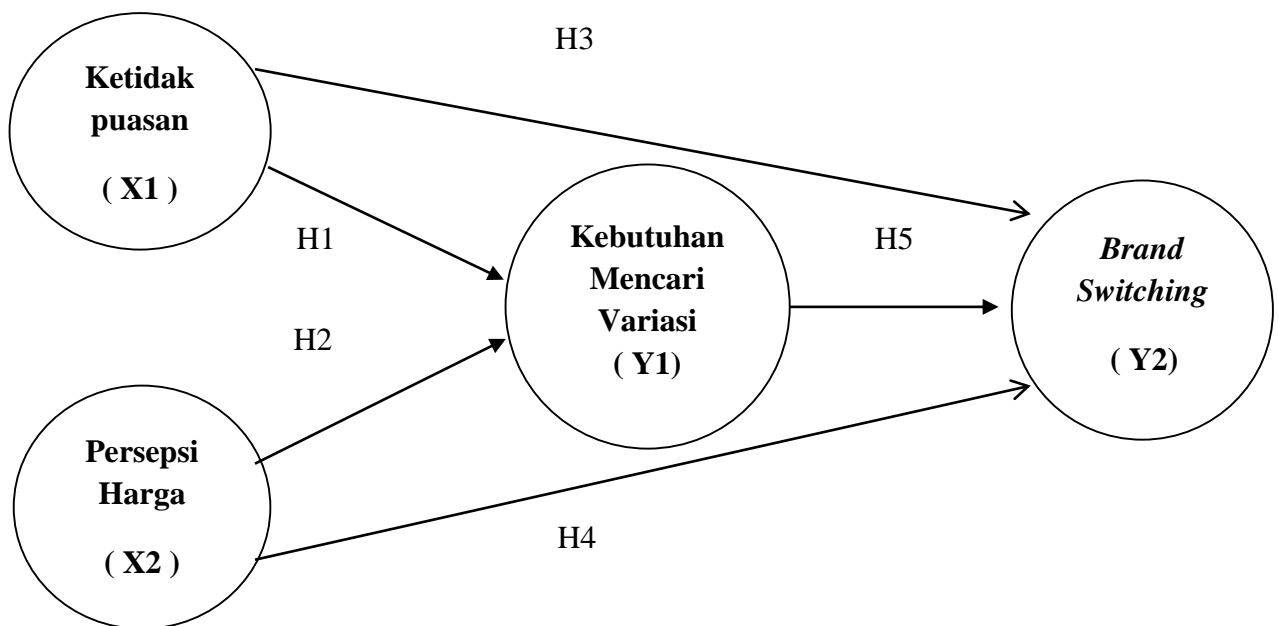 H3
Ketidak
puasan
( X1 )
H1
Kebutuhan
Mencari
Variasi
( Y1)
H5
Brand
Switching
( Y2)
H2
Persepsi
Harga
( X2 )
H4